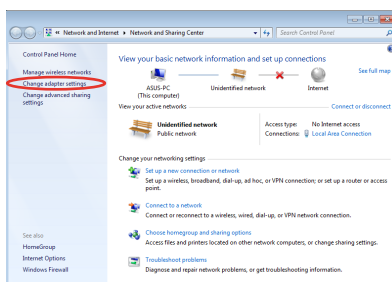 Network and Internet Network and Sharing Center Search Control Panel
Control Panel Home
Manage wireless networks
Change adapter settings
Change advanced sharing
settings
See also
HomeGroup
Internet Options
Windows Firewall
View your basic network information and set up connections
See full map
ASUS-PC
(This computer)
Unidentified network
Internet
View your active networks
Connect or disconnect
Unidentified network
Public network
Access type: No Internet access
Connections: Local Area Connection
Change your networking settings
Set up a new connection or network
Set up a wireless, broadband, dial-up, ad hoc, or VPN connection; or set up a router or access
point.
Connect to a network
Connect or reconnect to a wireless, wired, dial-up, or VPN network connection.
Choose homegroup and sharing options
Access files and printers located on other network computers, or change sharing settings.
Troubleshoot problems
Diagnose and repair network problems, or get troubleshooting information.